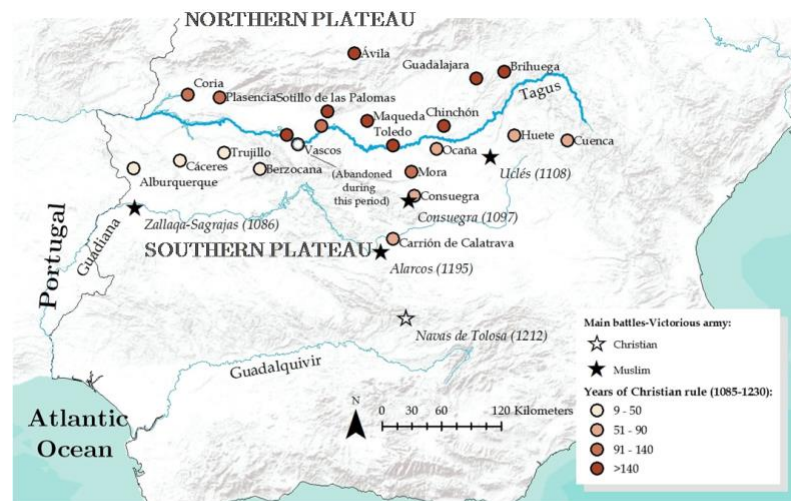 NORTHERN PLATEAU
Ávila
Guadalajara
Brihuega
Coria
Plasencia
Sotillo de las Palomas
Tagus
Maqueda
Chinchón
Toledo
Huete
Cuenca
Vascos
Ocaña
Trujillo
Cáceres
Berzocana
(Abandoned
during
this period)
Mora
Uclés (1108)
Alburquerque
Consuegra
Consuegra (1097)
Portugal
Guadiana
Zallaqa-Sagrajas (1086)
SOUTHERN PLATEAU
Carrión de Calatrava
Alarcos (1195)
Navas de Tolosa (1212)
Guadalquivir
Atlantic
Ocean
N
0 30 60 120 Kilometers
Main battles-Victorious army:
Christian
Muslim
Years of Christian rule (1085-1230):
9 - 50
51 - 90
91 - 140
>140